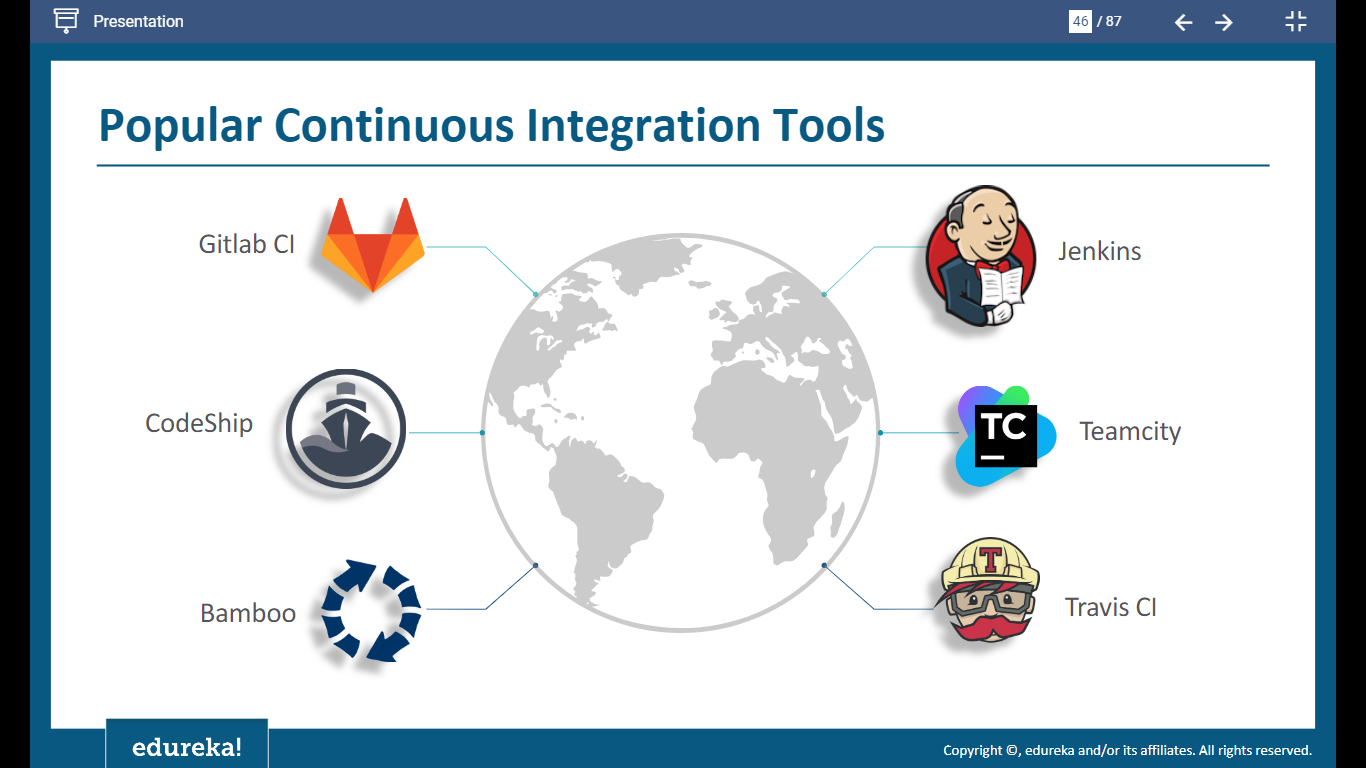 Presentation
46 / 87
Popular Continuous Integration Tools
Gitlab CI
Jenkins
CodeShip
TC
Teamcity
Bamboo
T
Travis CI
edureka!
Copyright ©, edureka and/or its affiliates. All rights reserved.